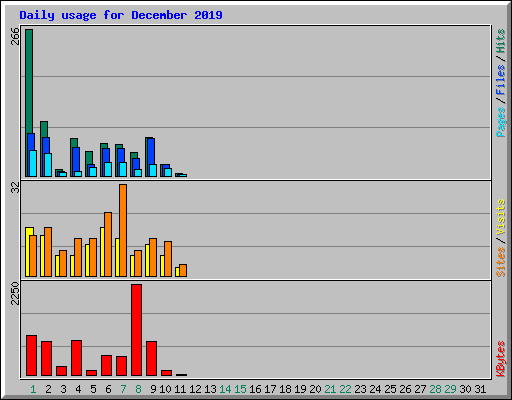 Daily usage for December 2019
266
Pages / Files / Hits
32
Sites / Visits
2250
KBytes
1 2 3 4 5 6 7 8 9 10 11 12 13 14 15 16 17 18 19 20 21 22 23 24 25 26 27 28 29 30 31